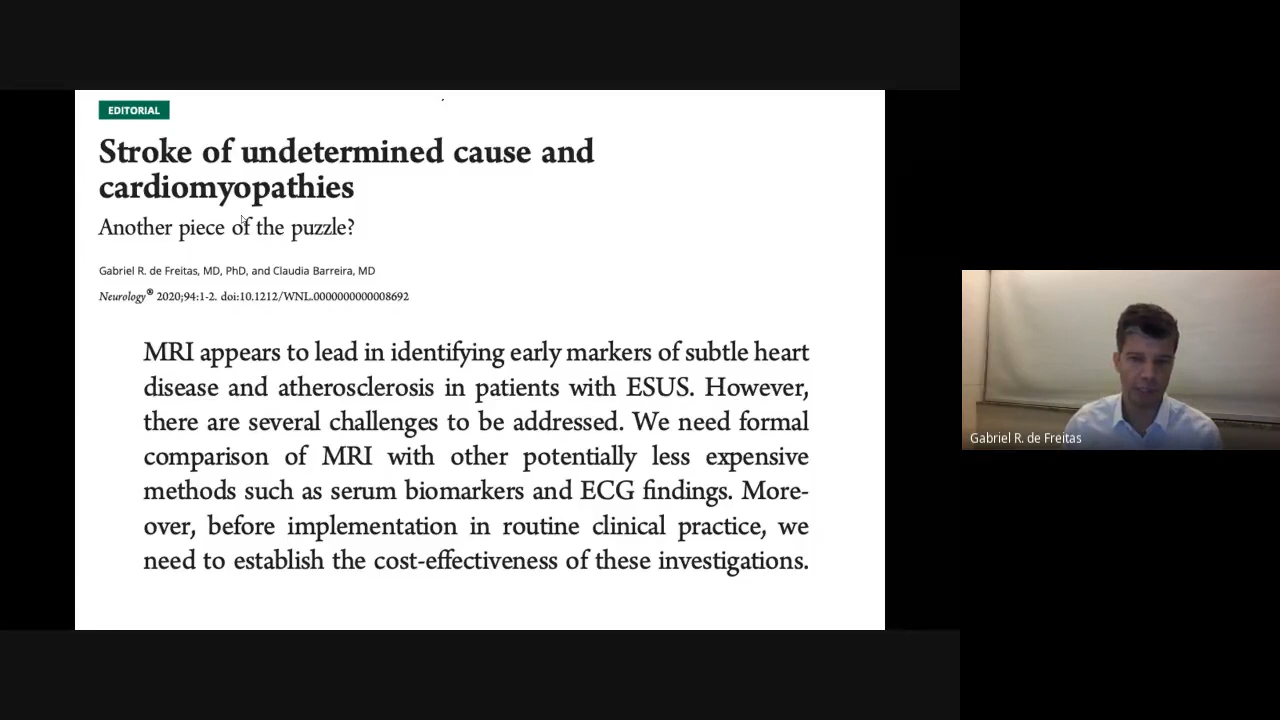 EDITORIAL
Stroke of undetermined cause and
cardiomyopathies
Another piece of the puzzle?
Gabriel R. de Freitas, MD, PhD, and Claudia Barreira, MD
Neurology® 2020;94:1-2. doi:10.1212/WNL.0000000000008692
MRI appears to lead in identifying early markers of subtle heart
disease and atherosclerosis in patients with ESUS. However,
there are several challenges to be addressed. We need formal
comparison of MRI with other potentially less expensive
methods such as serum biomarkers and ECG findings. More-
over, before implementation in routine clinical practice, we
need to establish the cost-effectiveness of these investigations.
Gabriel R. de Freitas